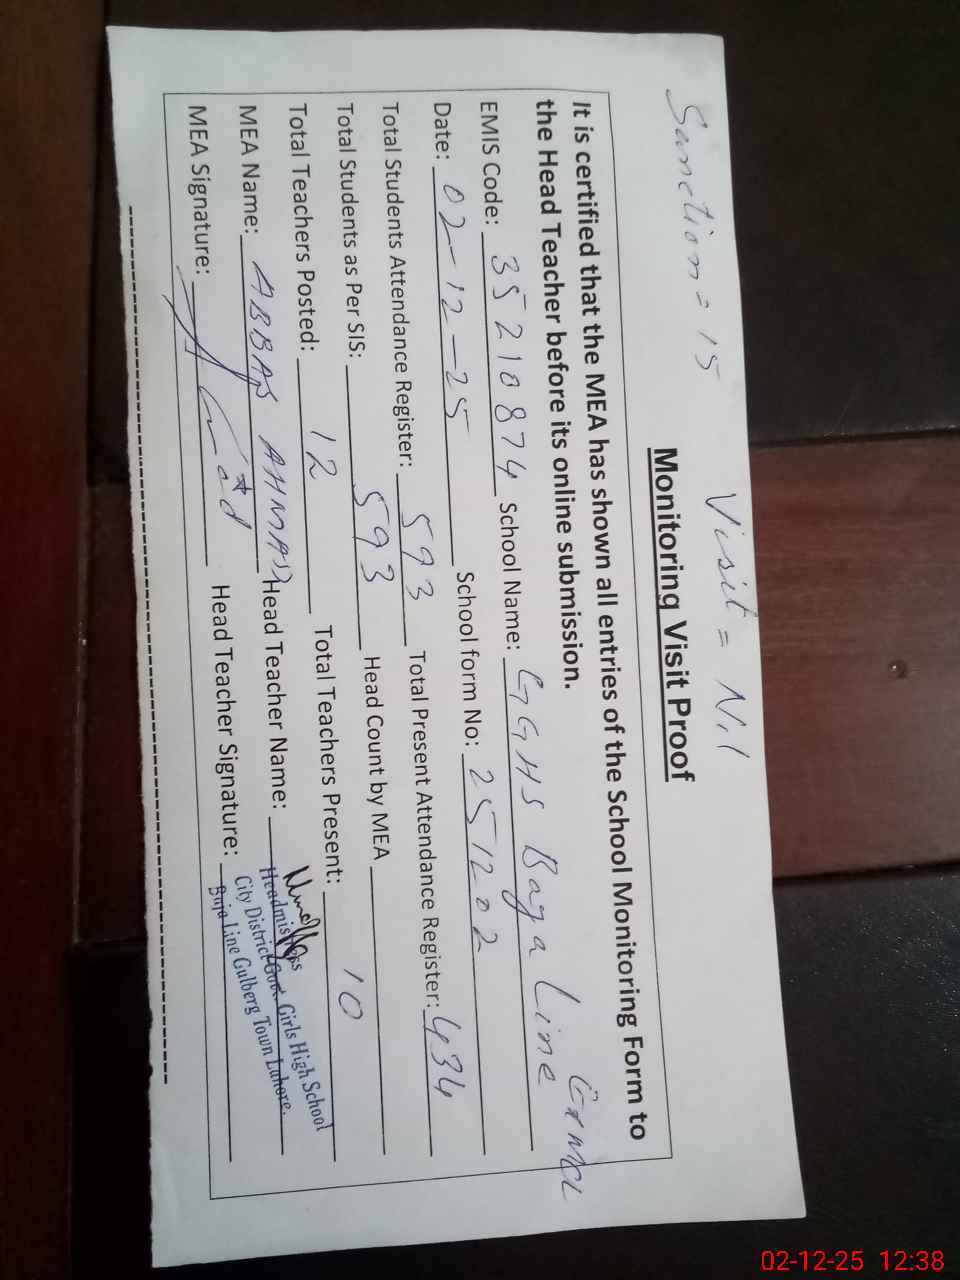 Sanction = 15 Visit = Nil
Monitoring Visit Proof
It is certified that the MEA has shown all entries of the School Monitoring Form to
the Head Teacher before its online submission.
EMIS Code: 35210874 School Name: GGHS Baja Line ExMCL
Date: 02-12-25 School form No: 251202
Total Students Attendance Register: 593 Total Present Attendance Register: 434
Total Students as Per SIS: 593 Head Count by MEA
Total Teachers Posted: 12 Total Teachers Present: 10
MEA Name: ABBAS AHMAD Head Teacher Name:
MEA Signature: Head Teacher Signature:
Headmistress
City District Govt. Girls High School
Buja Line Gulberg Town Lahore.
02-12-25 12:38